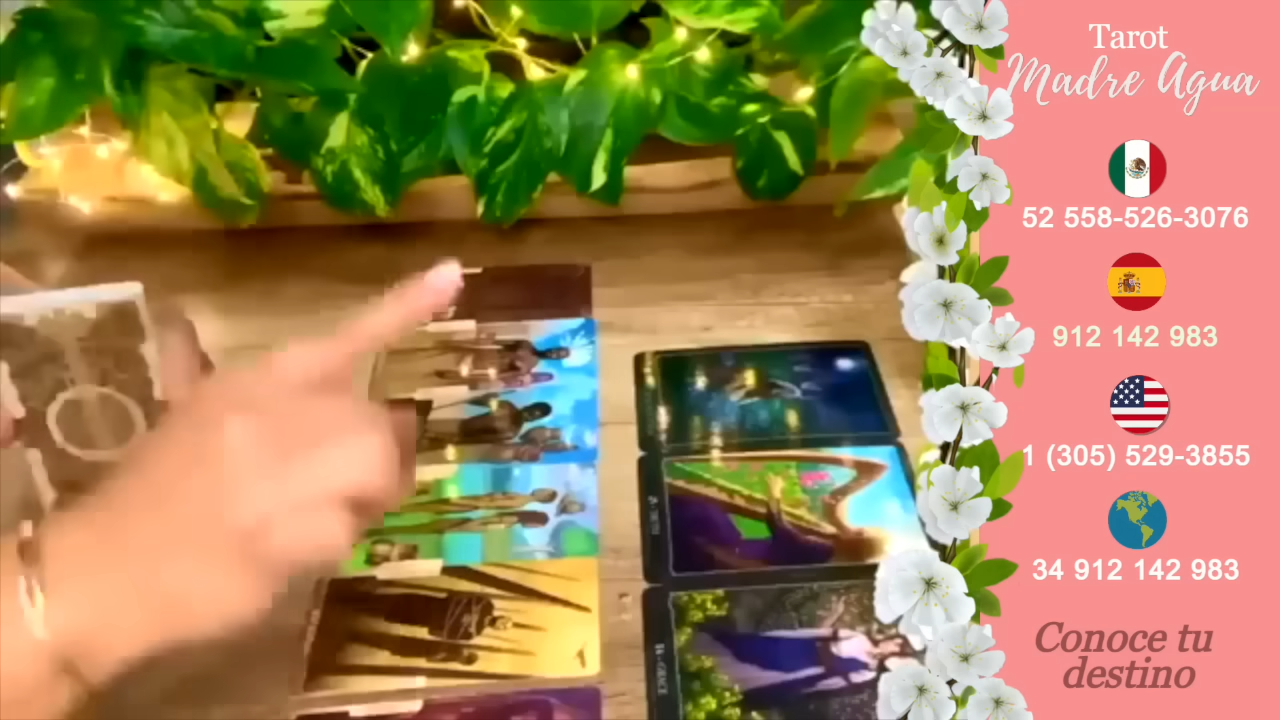 Tarot
Madre Agua
52 558-526-3076
912 142 983
1 (305) 529-3855
34 912 142 983
Conoce tu
destino